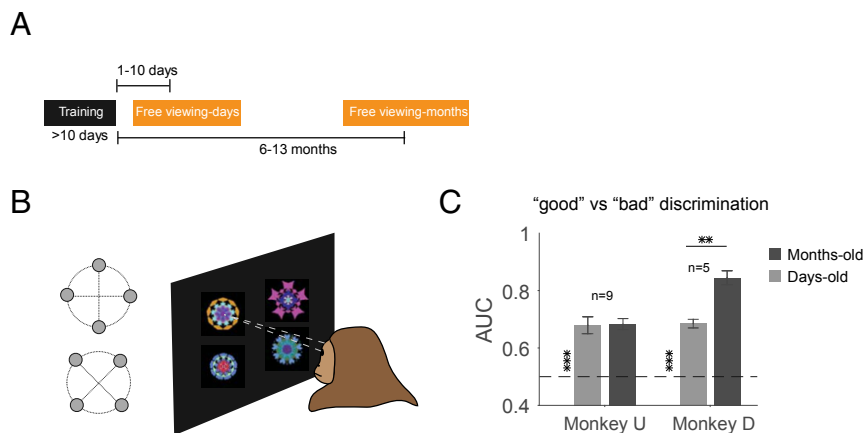 A
1-10 days
Training
Free viewing-days
Free viewing-months
>10 days
6-13 months
B
C
“good” vs “bad” discrimination
1
0.8
0.6
0.4
AUC
n=9
n=5
**
***
***
Months-old
Days-old
Monkey U
Monkey D